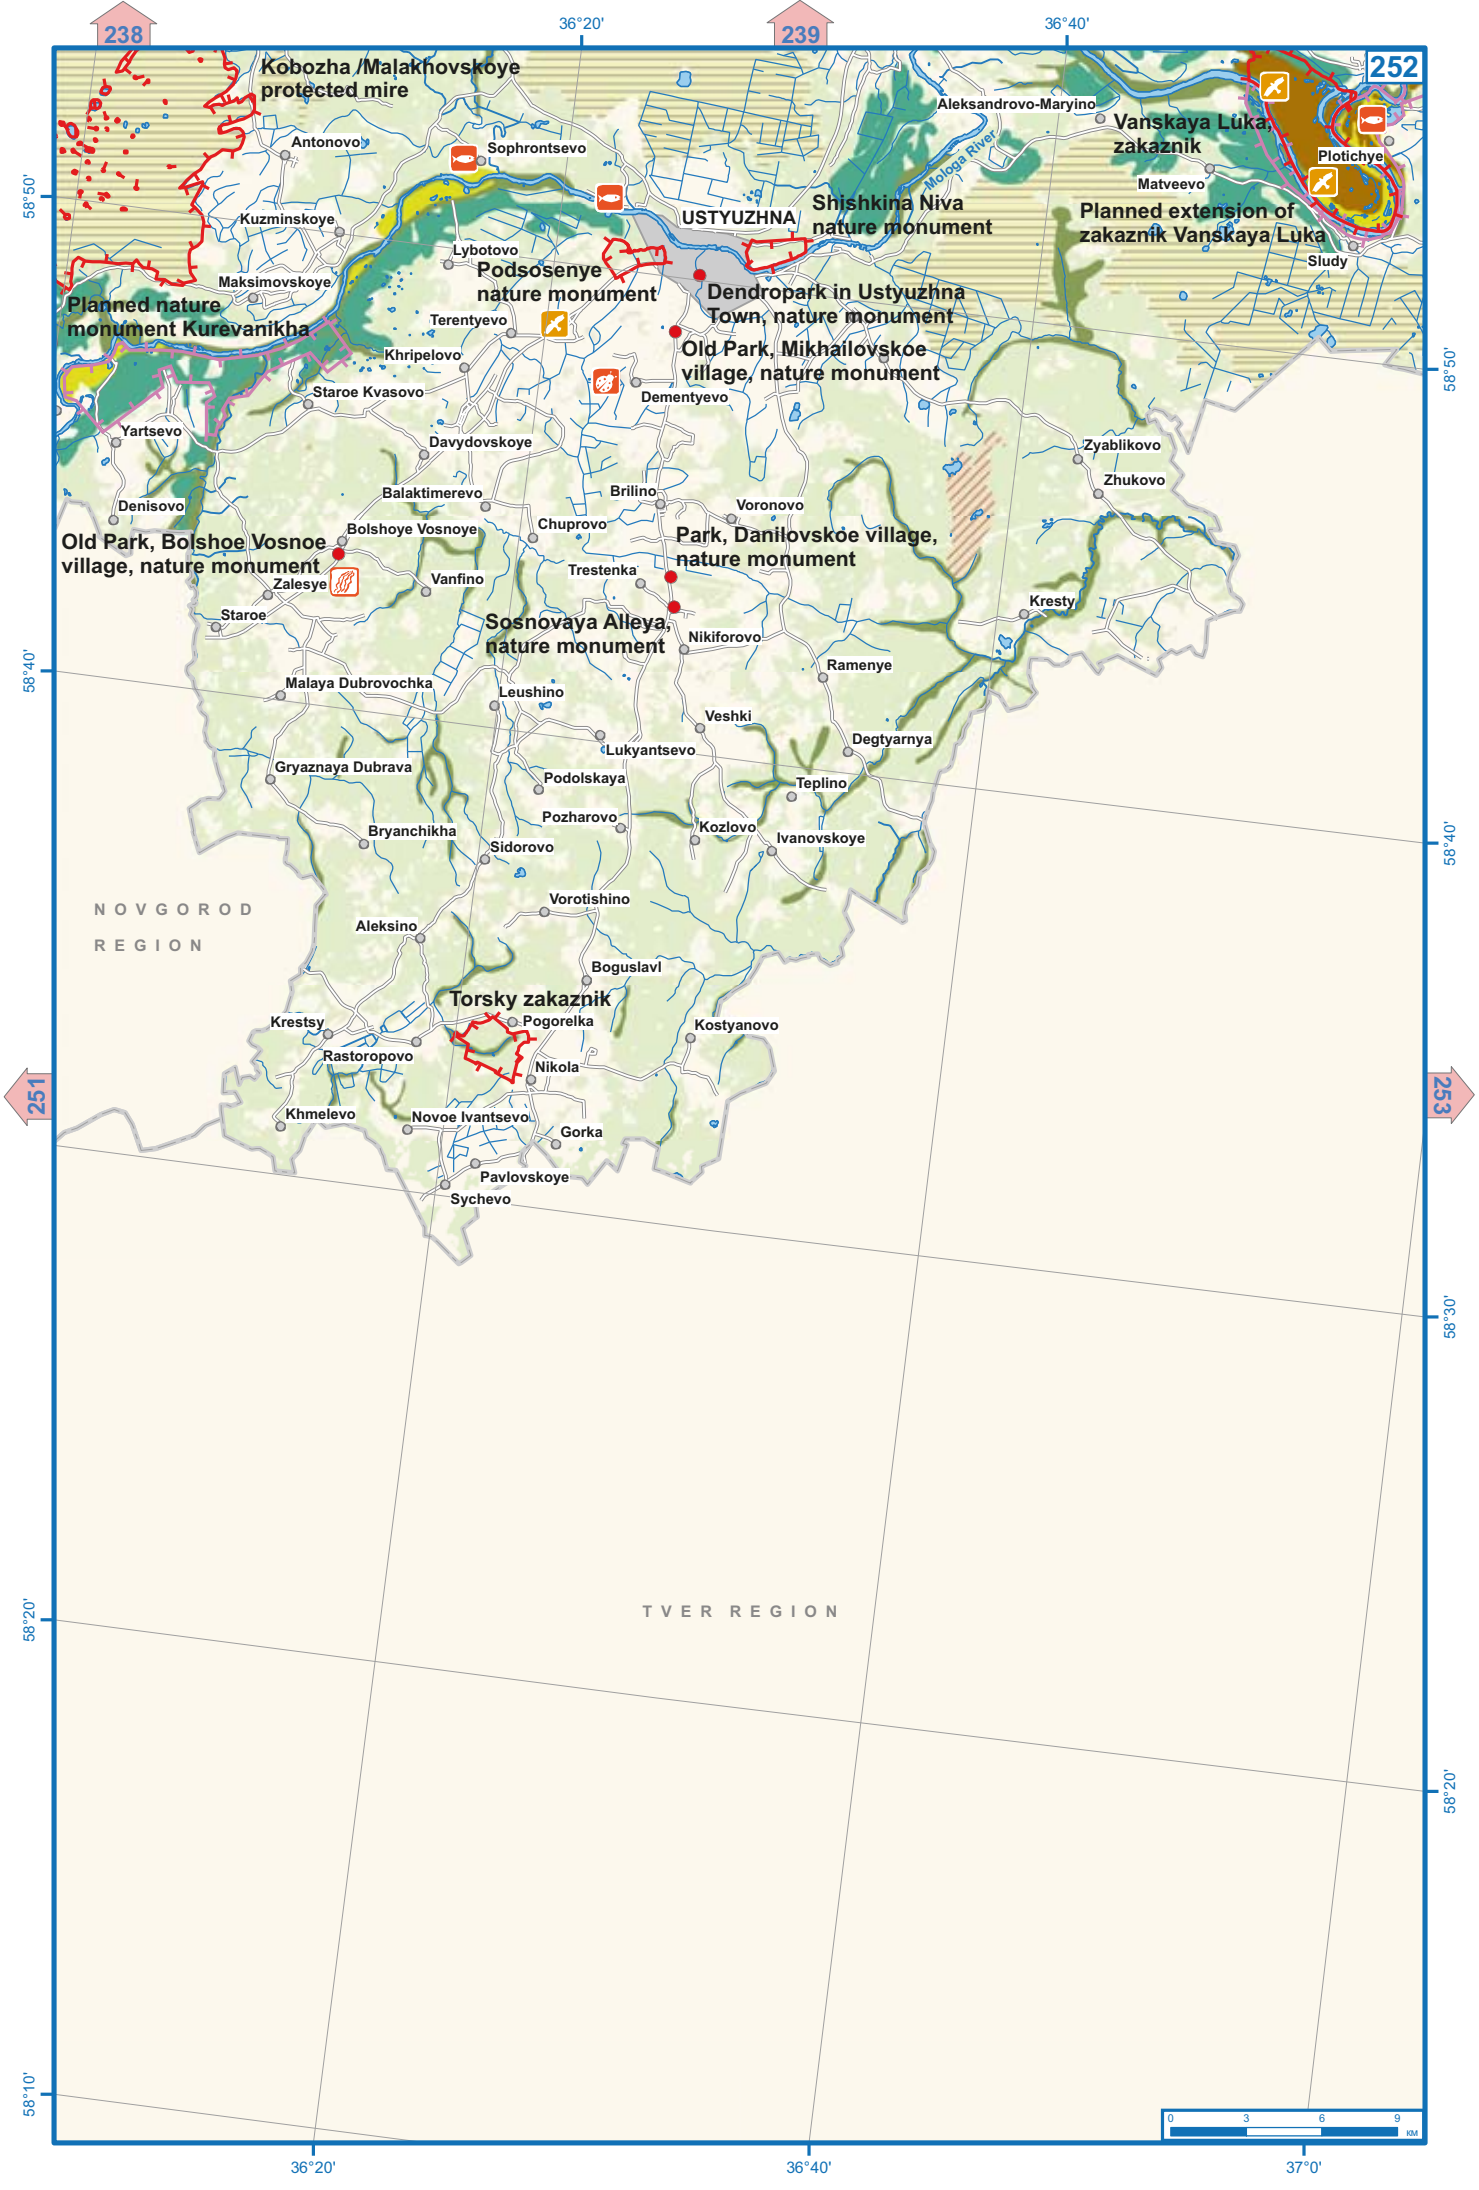 238
36°20'
239
36°40'
252
Kobozha /Malakhovskoye
protected mire
Aleksandrovo-Maryino
Vanskaya Luka,
zakaznik
Antonovo
Sophrontsevo
Mologa River
Plotichye
Matveevo
58°50'
Kuzminskoye
USTYUZHNA
Shishkina Niva
nature monument
Planned extension of
zakaznik Vanskaya Luka
Sludy
Lybotovo
Podsosenye
nature monument
Maksimovskoye
Planned nature
monument Kurevanikha
Dendropark in Ustyuzhna
Town, nature monument
Terentyevo
Old Park, Mikhailovskoe
village, nature monument
Khripelovo
58°50'
Staroe Kvasovo
Dementyevo
Yartsevo
Davydovskoye
Zyablikovo
Zhukovo
Balaktimerevo
Brilino
Voronovo
Denisovo
Bolshoye Vosnoye
Chuprovo
Old Park, Bolshoe Vosnoe
village, nature monument
Park, Danilovskoe village,
nature monument
Zalesye
Vanfino
Trestenka
Staroe
Kresty
Sosnovaya Alleya,
nature monument
Nikiforovo
58°40'
Ramenye
Malaya Dubrovochka
Leushino
Veshki
Degtyarnya
Lukyantsevo
Gryaznaya Dubrava
Podolskaya
Teplino
Pozharovo
Kozlovo
Bryanchikha
Ivanovskoye
58°40'
Sidorovo
NOVGOROD
REGION
Vorotishino
Aleksino
Boguslavl
Torsky zakaznik
Krestsy
Pogorelka
Kostyanovo
Rastoropovo
Nikola
251
253
Khmelevo
Novoe Ivantsevo
Gorka
Pavlovskoye
Sychevo
58°30'
TVER REGION
58°20'
58°20'
58°10'
0 3 6 9
км
36°20'
36°40'
37°0'